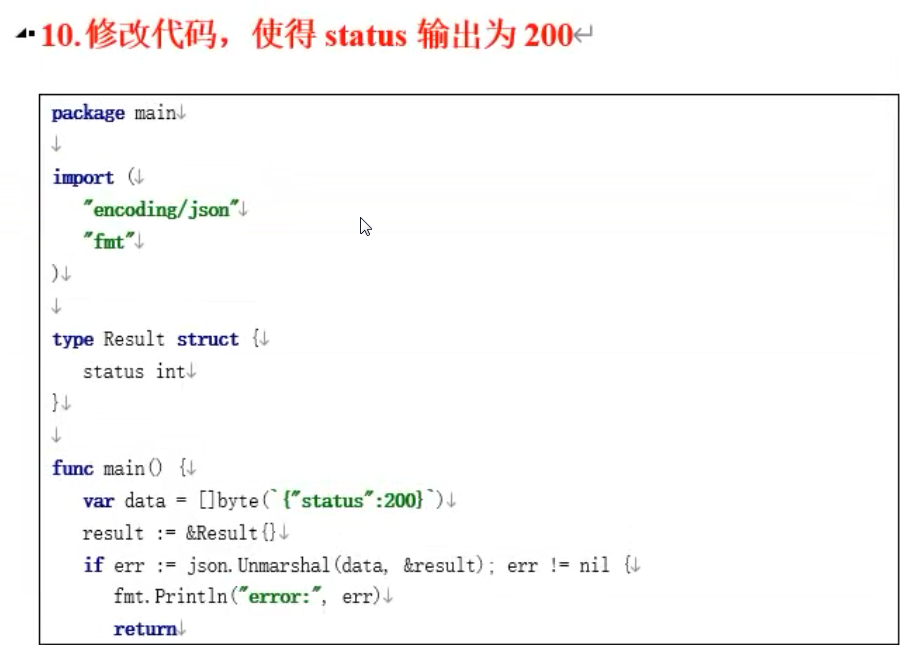 10.修改代码，使得 status 输出为 200↵
package main↓
↓
import (↓
"encoding/json"↓
"fmt"↓
)↓
↓
type Result struct {↓
status int↓
}↓
↓
func main() {↓
var data = []byte(`{"status":200}`)↓
result := &Result{}↓
if err := json.Unmarshal(data, &result); err != nil {↓
fmt.Println("error:", err)↓
return↓